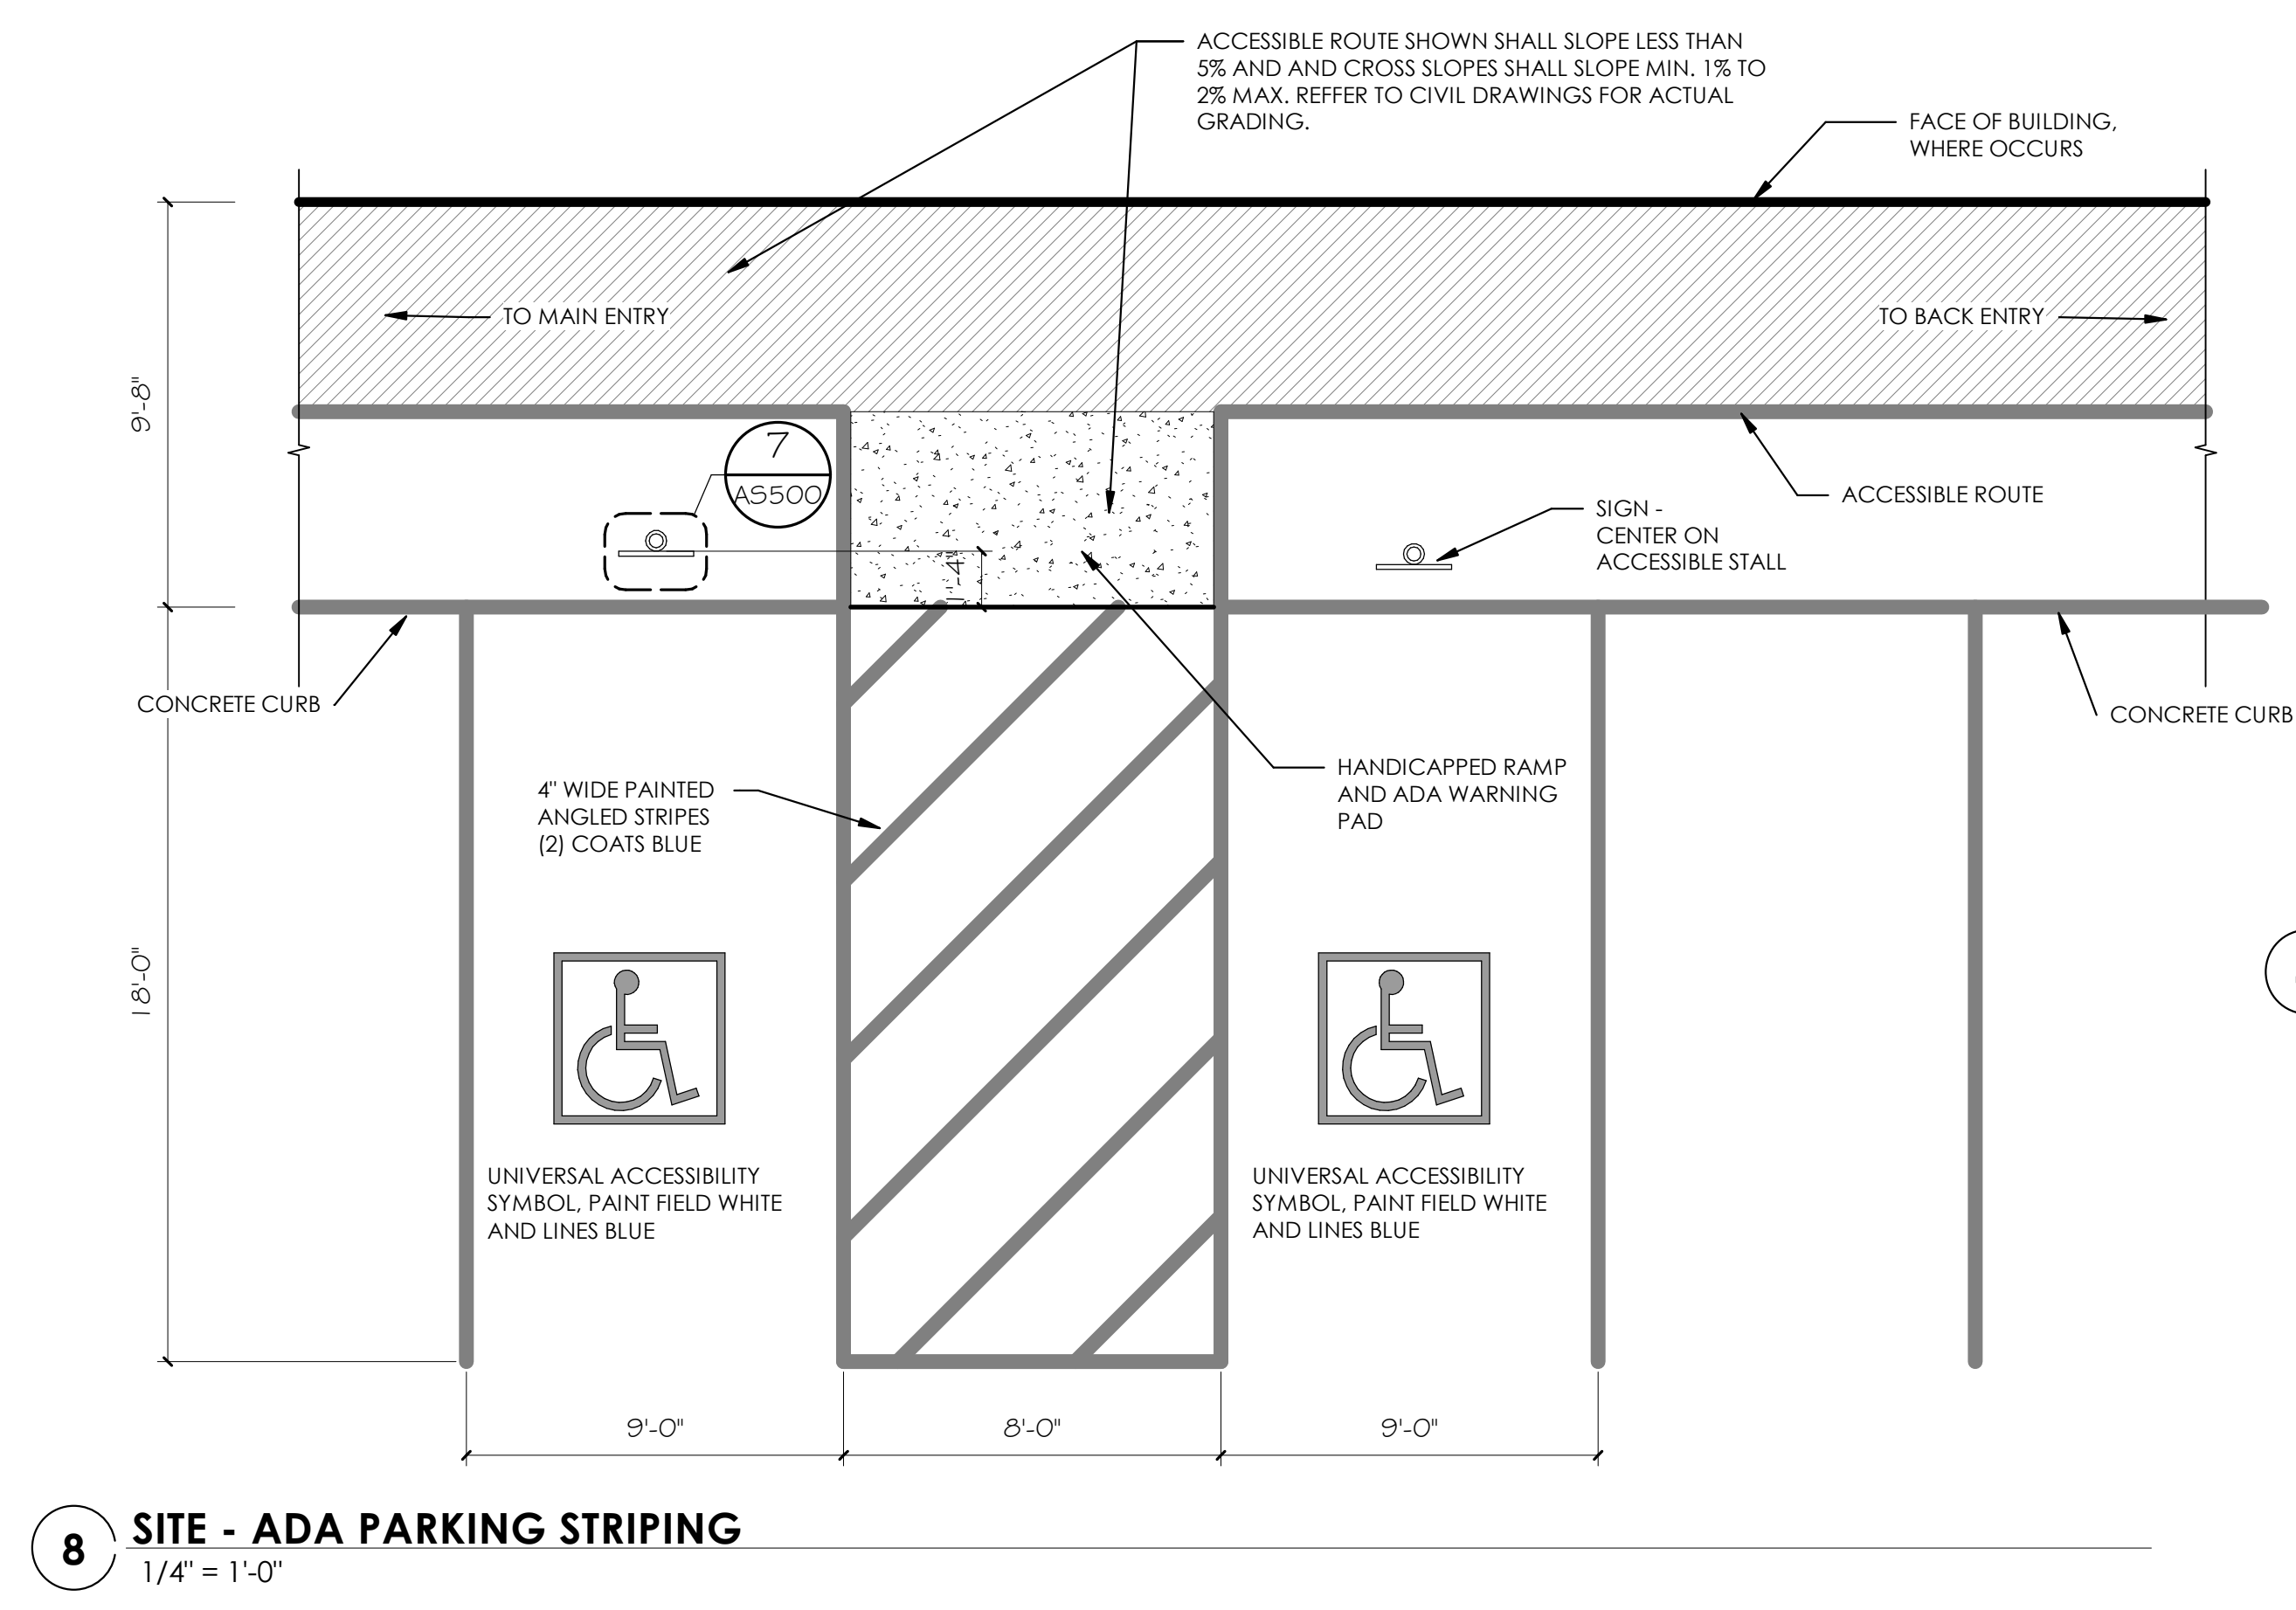 ACCESSIBLE ROUTE SHOWN SHALL SLOPE LESS THAN
5% AND AND CROSS SLOPES SHALL SLOPE MIN. 1% TO
2% MAX. REFFER TO CIVIL DRAWINGS FOR ACTUAL
GRADING.
FACE OF BUILDING,
WHERE OCCURS
TO MAIN ENTRY
TO BACK ENTRY
9'-8"
7
AS500
ACCESSIBLE ROUTE
SIGN -
CENTER ON
ACCESSIBLE STALL
1'-4"
CONCRETE CURB
CONCRETE CURB
HANDICAPPED RAMP
AND ADA WARNING
PAD
4" WIDE PAINTED
ANGLED STRIPES
(2) COATS BLUE
18'-0"
UNIVERSAL ACCESSIBILITY
SYMBOL, PAINT FIELD WHITE
AND LINES BLUE
UNIVERSAL ACCESSIBILITY
SYMBOL, PAINT FIELD WHITE
AND LINES BLUE
9'-0"
8'-0"
9'-0"
8
SITE - ADA PARKING STRIPING
1/4" = 1'-0"